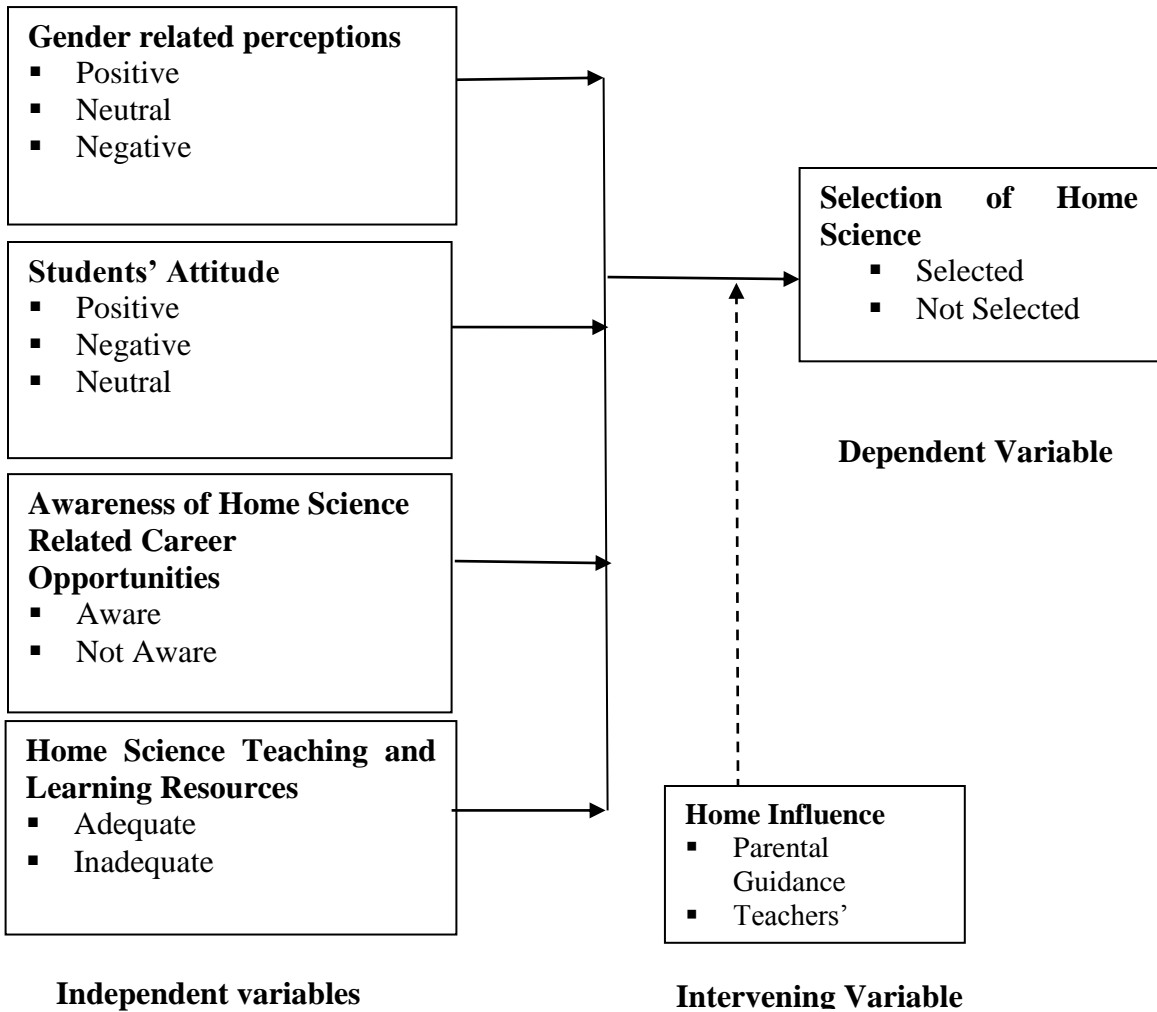 Gender related perceptions
▪ Positive
▪ Neutral
▪ Negative
Students’ Attitude
▪ Positive
▪ Negative
▪ Neutral
Awareness of Home Science
Related Career
Opportunities
▪ Aware
▪ Not Aware
Home Science Teaching and
Learning Resources
▪ Adequate
▪ Inadequate
Independent variables
Selection of Home
Science
▪ Selected
▪ Not Selected
Dependent Variable
Home Influence
▪ Parental
Guidance
▪ Teachers’
Intervening Variable